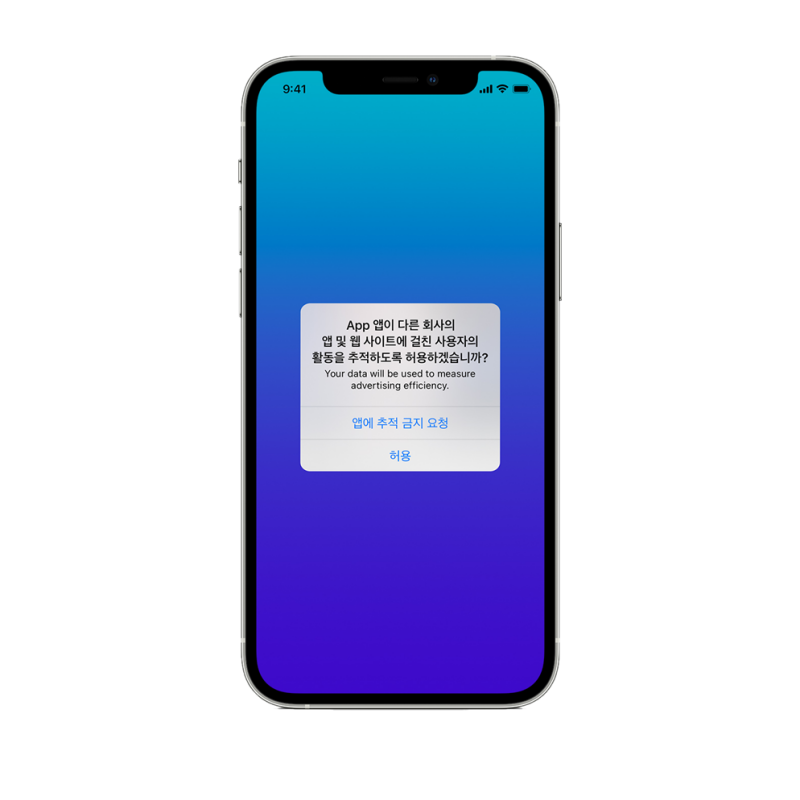 9:41
App 앱이 다른 회사의
앱 및 웹 사이트에 걸친 사용자의
활동을 추적하도록 허용하겠습니까?
Your data will be used to measure
advertising efficiency.
앱에 추적 금지 요청
허용